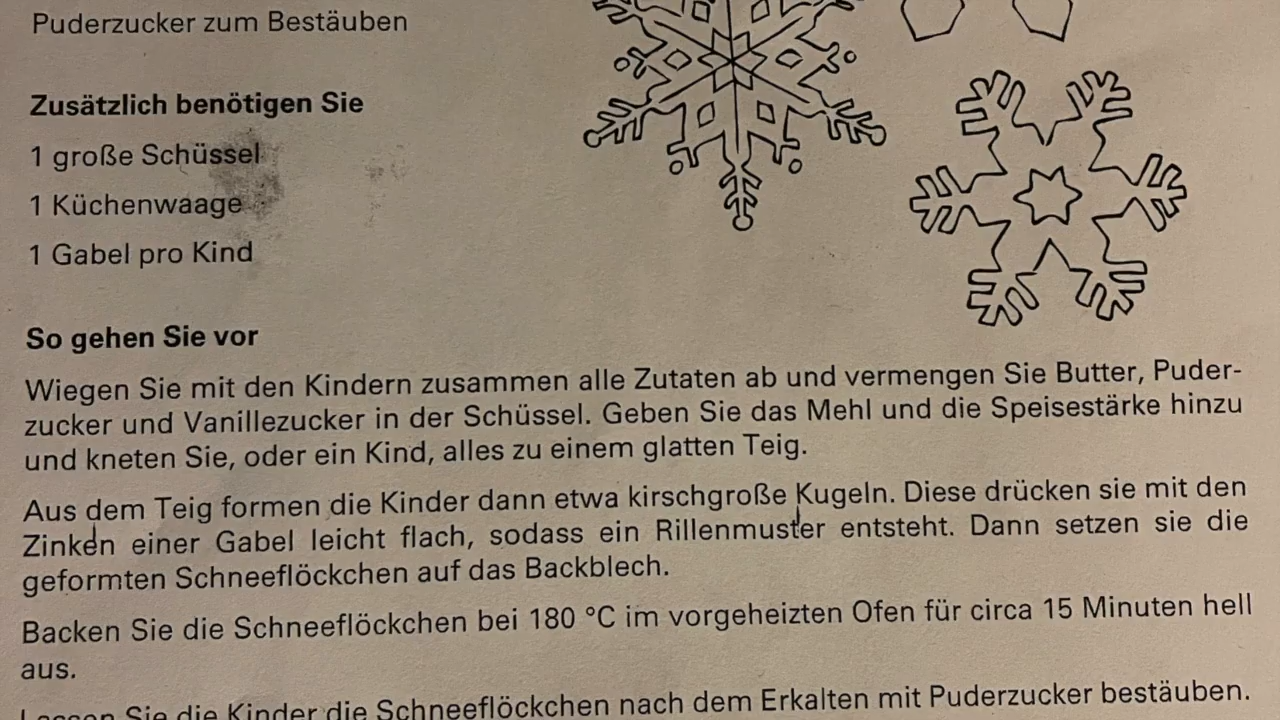 Puderzucker zum Bestäuben
Zusätzlich benötigen Sie
1 große Schüssel
1 Küchenwaage
1 Gabel pro Kind
So gehen Sie vor
Wiegen Sie mit den Kindern zusammen alle Zutaten ab und vermengen Sie Butter, Puder-
zucker und Vanillezucker in der Schüssel. Geben Sie das Mehl und die Speisestärke hinzu
und kneten Sie, oder ein Kind, alles zu einem glatten Teig.
Aus dem Teig formen die Kinder dann etwa kirschgroße Kugeln. Diese drücken sie mit den
Zinken einer Gabel leicht flach, sodass ein Rillenmuster entsteht. Dann setzen sie die
geformten Schneeflöckchen auf das Backblech.
Backen Sie die Schneeflöckchen bei 180 °C im vorgeheizten Ofen für circa 15 Minuten hell
aus.
Lassen Sie die Kinder die Schneeflöckchen nach dem Erkalten mit Puderzucker bestäuben.